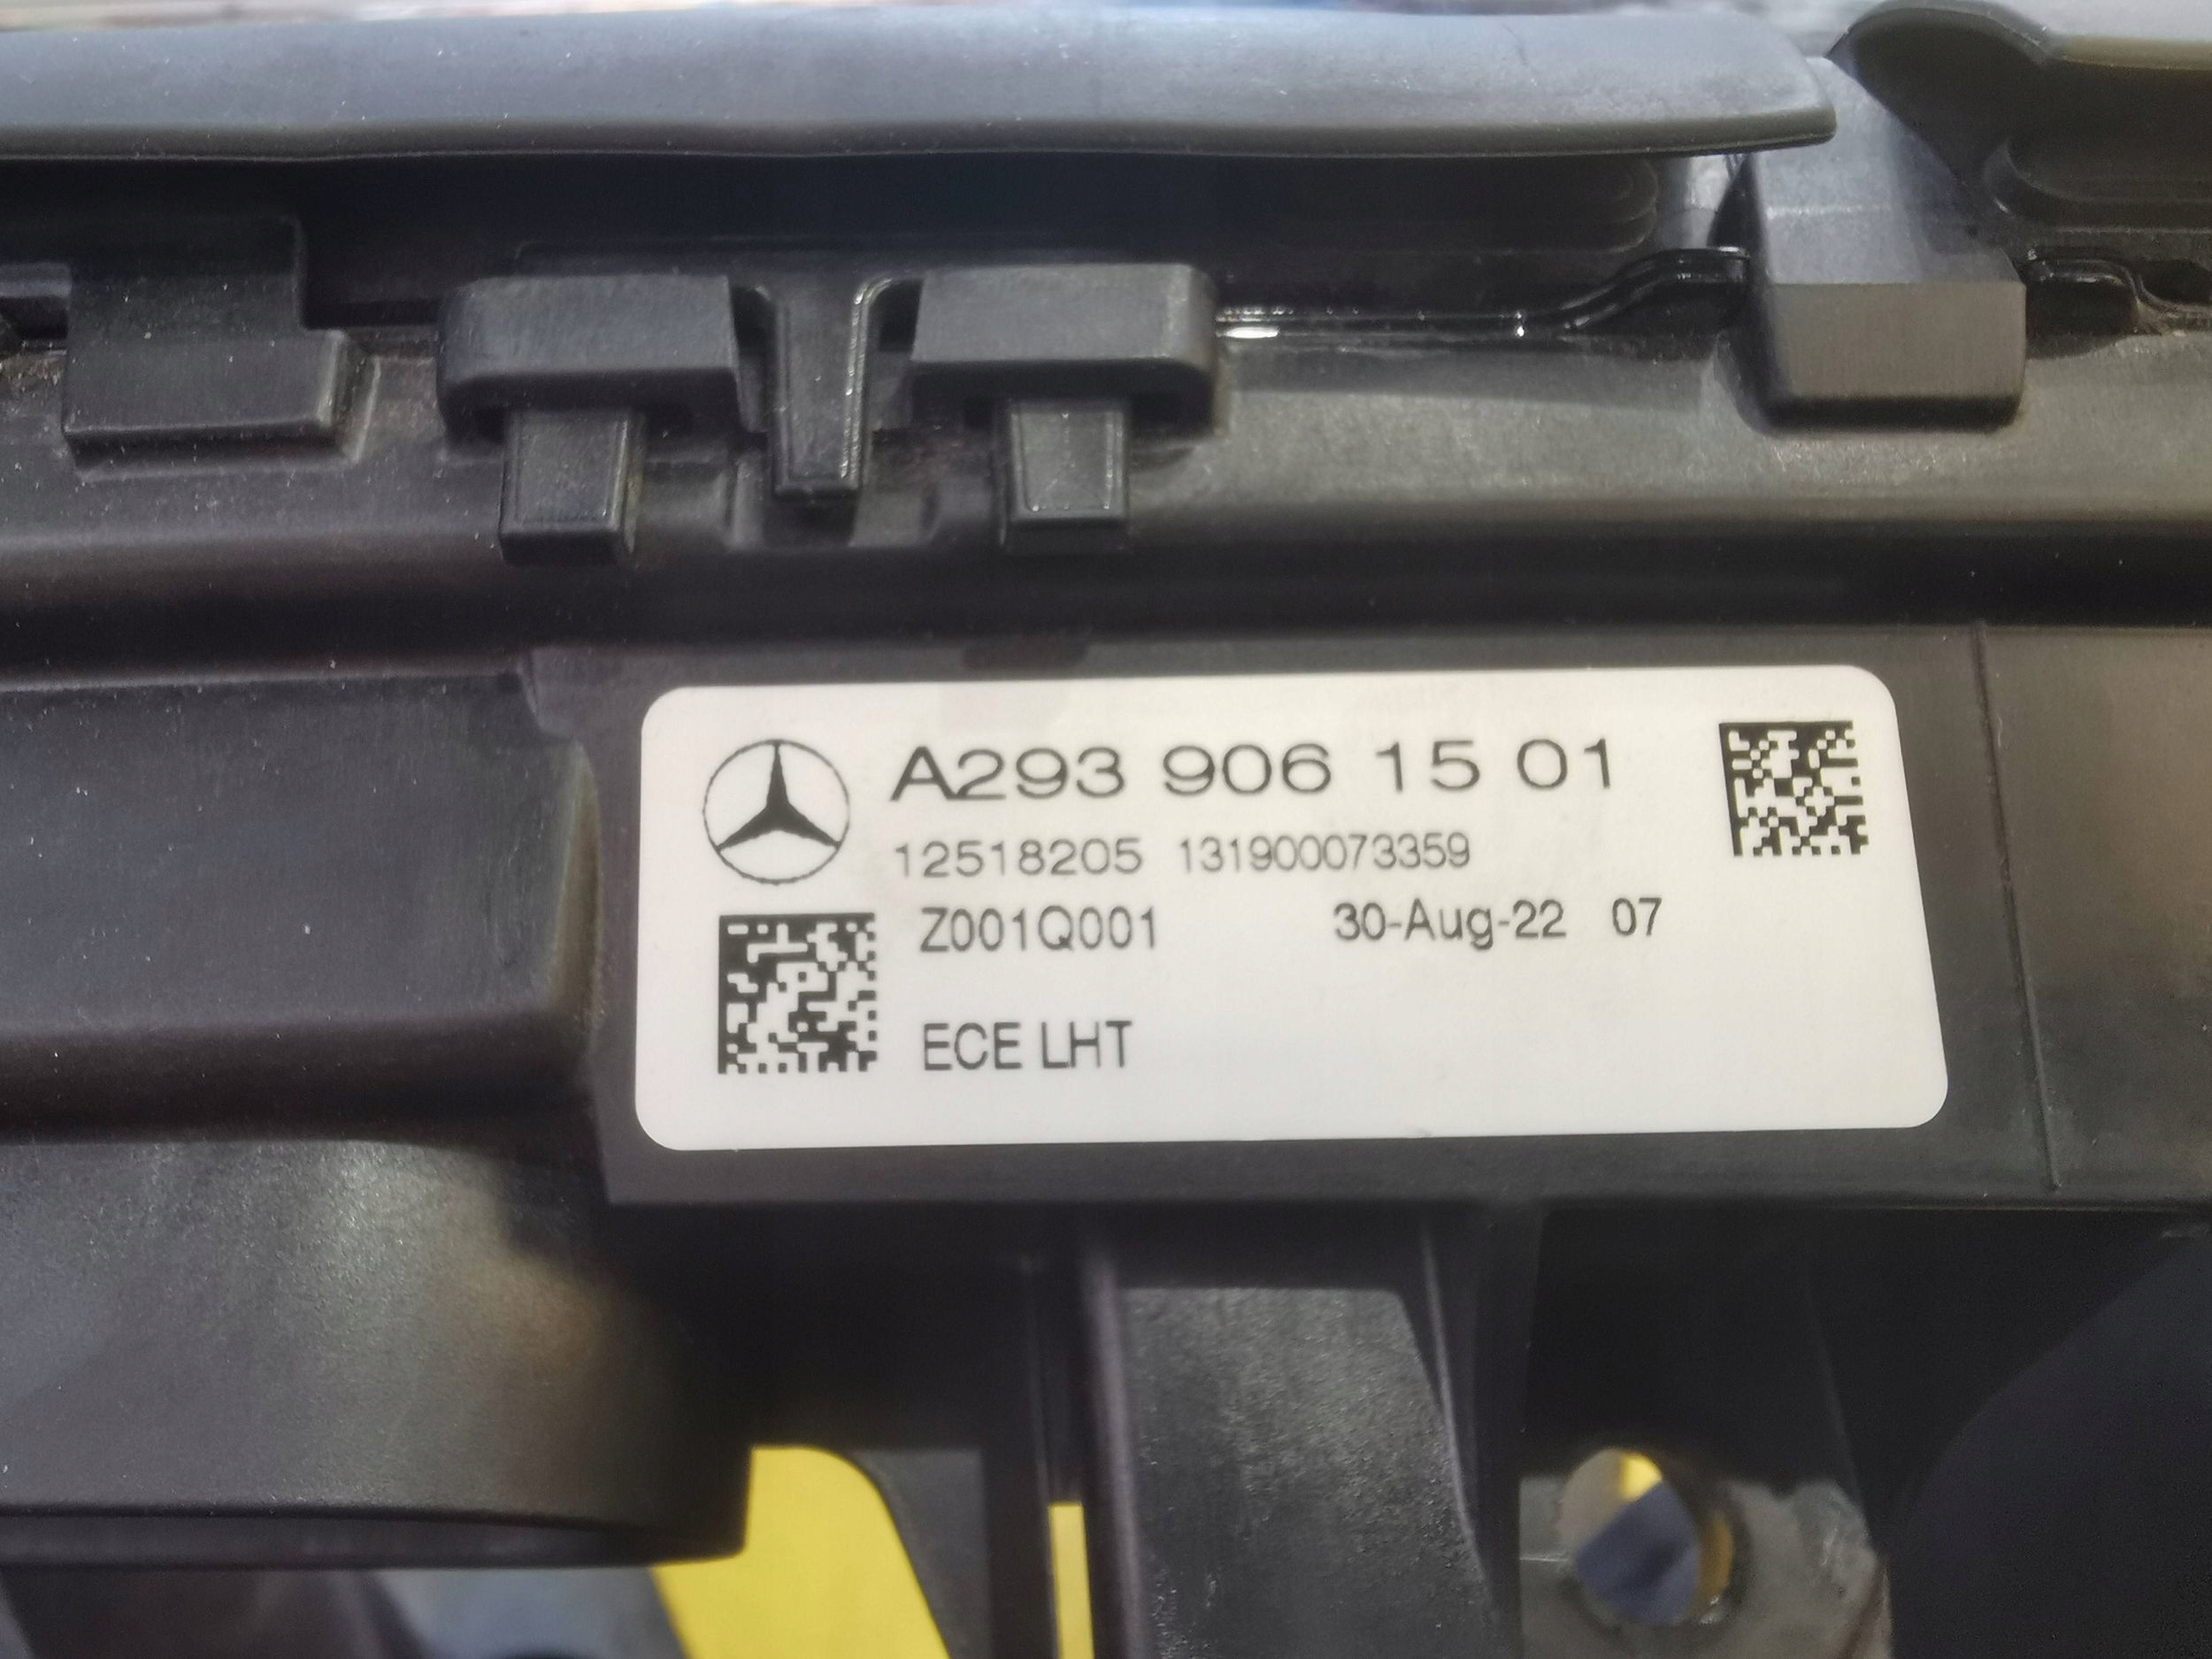 A293 906 15 01
12518205 131900073359
Z001Q001 30-Aug-22 07
ECE LHT